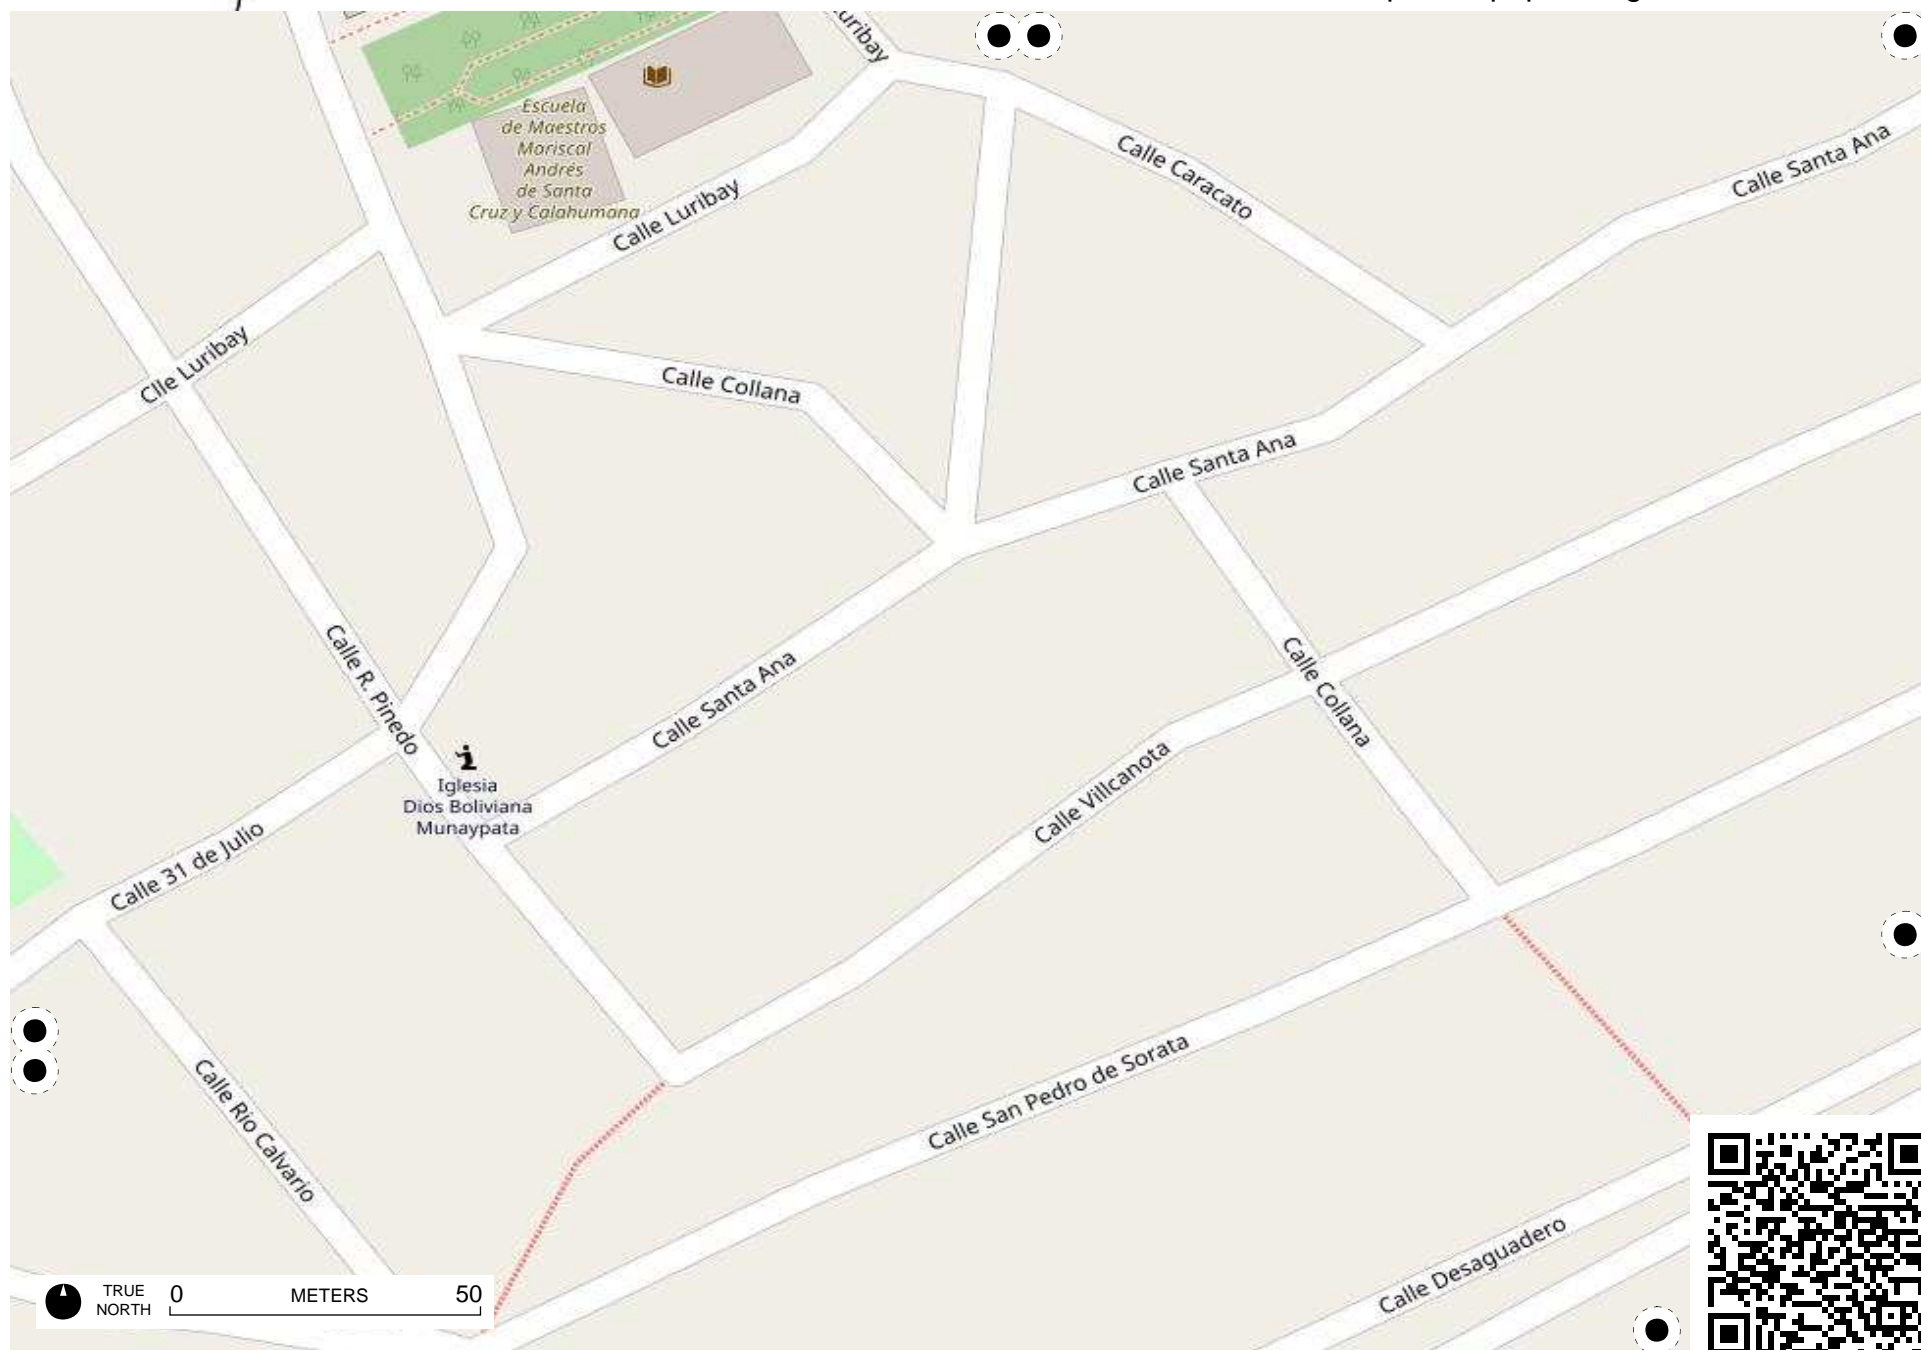 Escuela
de Maestros
Mariscal
Andrés
de Santa
Cruz y Calahumana
Calle Luribay
Calle Caracato
Calle Santa Ana
Clle Luribay
Calle Collana
Calle Santa Ana
Calle R. Pinedo
Calle Santa Ana
Calle Collana
Iglesia
Dios Boliviana
Munaypata
Calle Villcanota
Calle 31 de Julio
Calle San Pedro de Sorata
Calle Rio Calvario
Calle Desaguadero
TRUE
NORTH
0 METERS 50